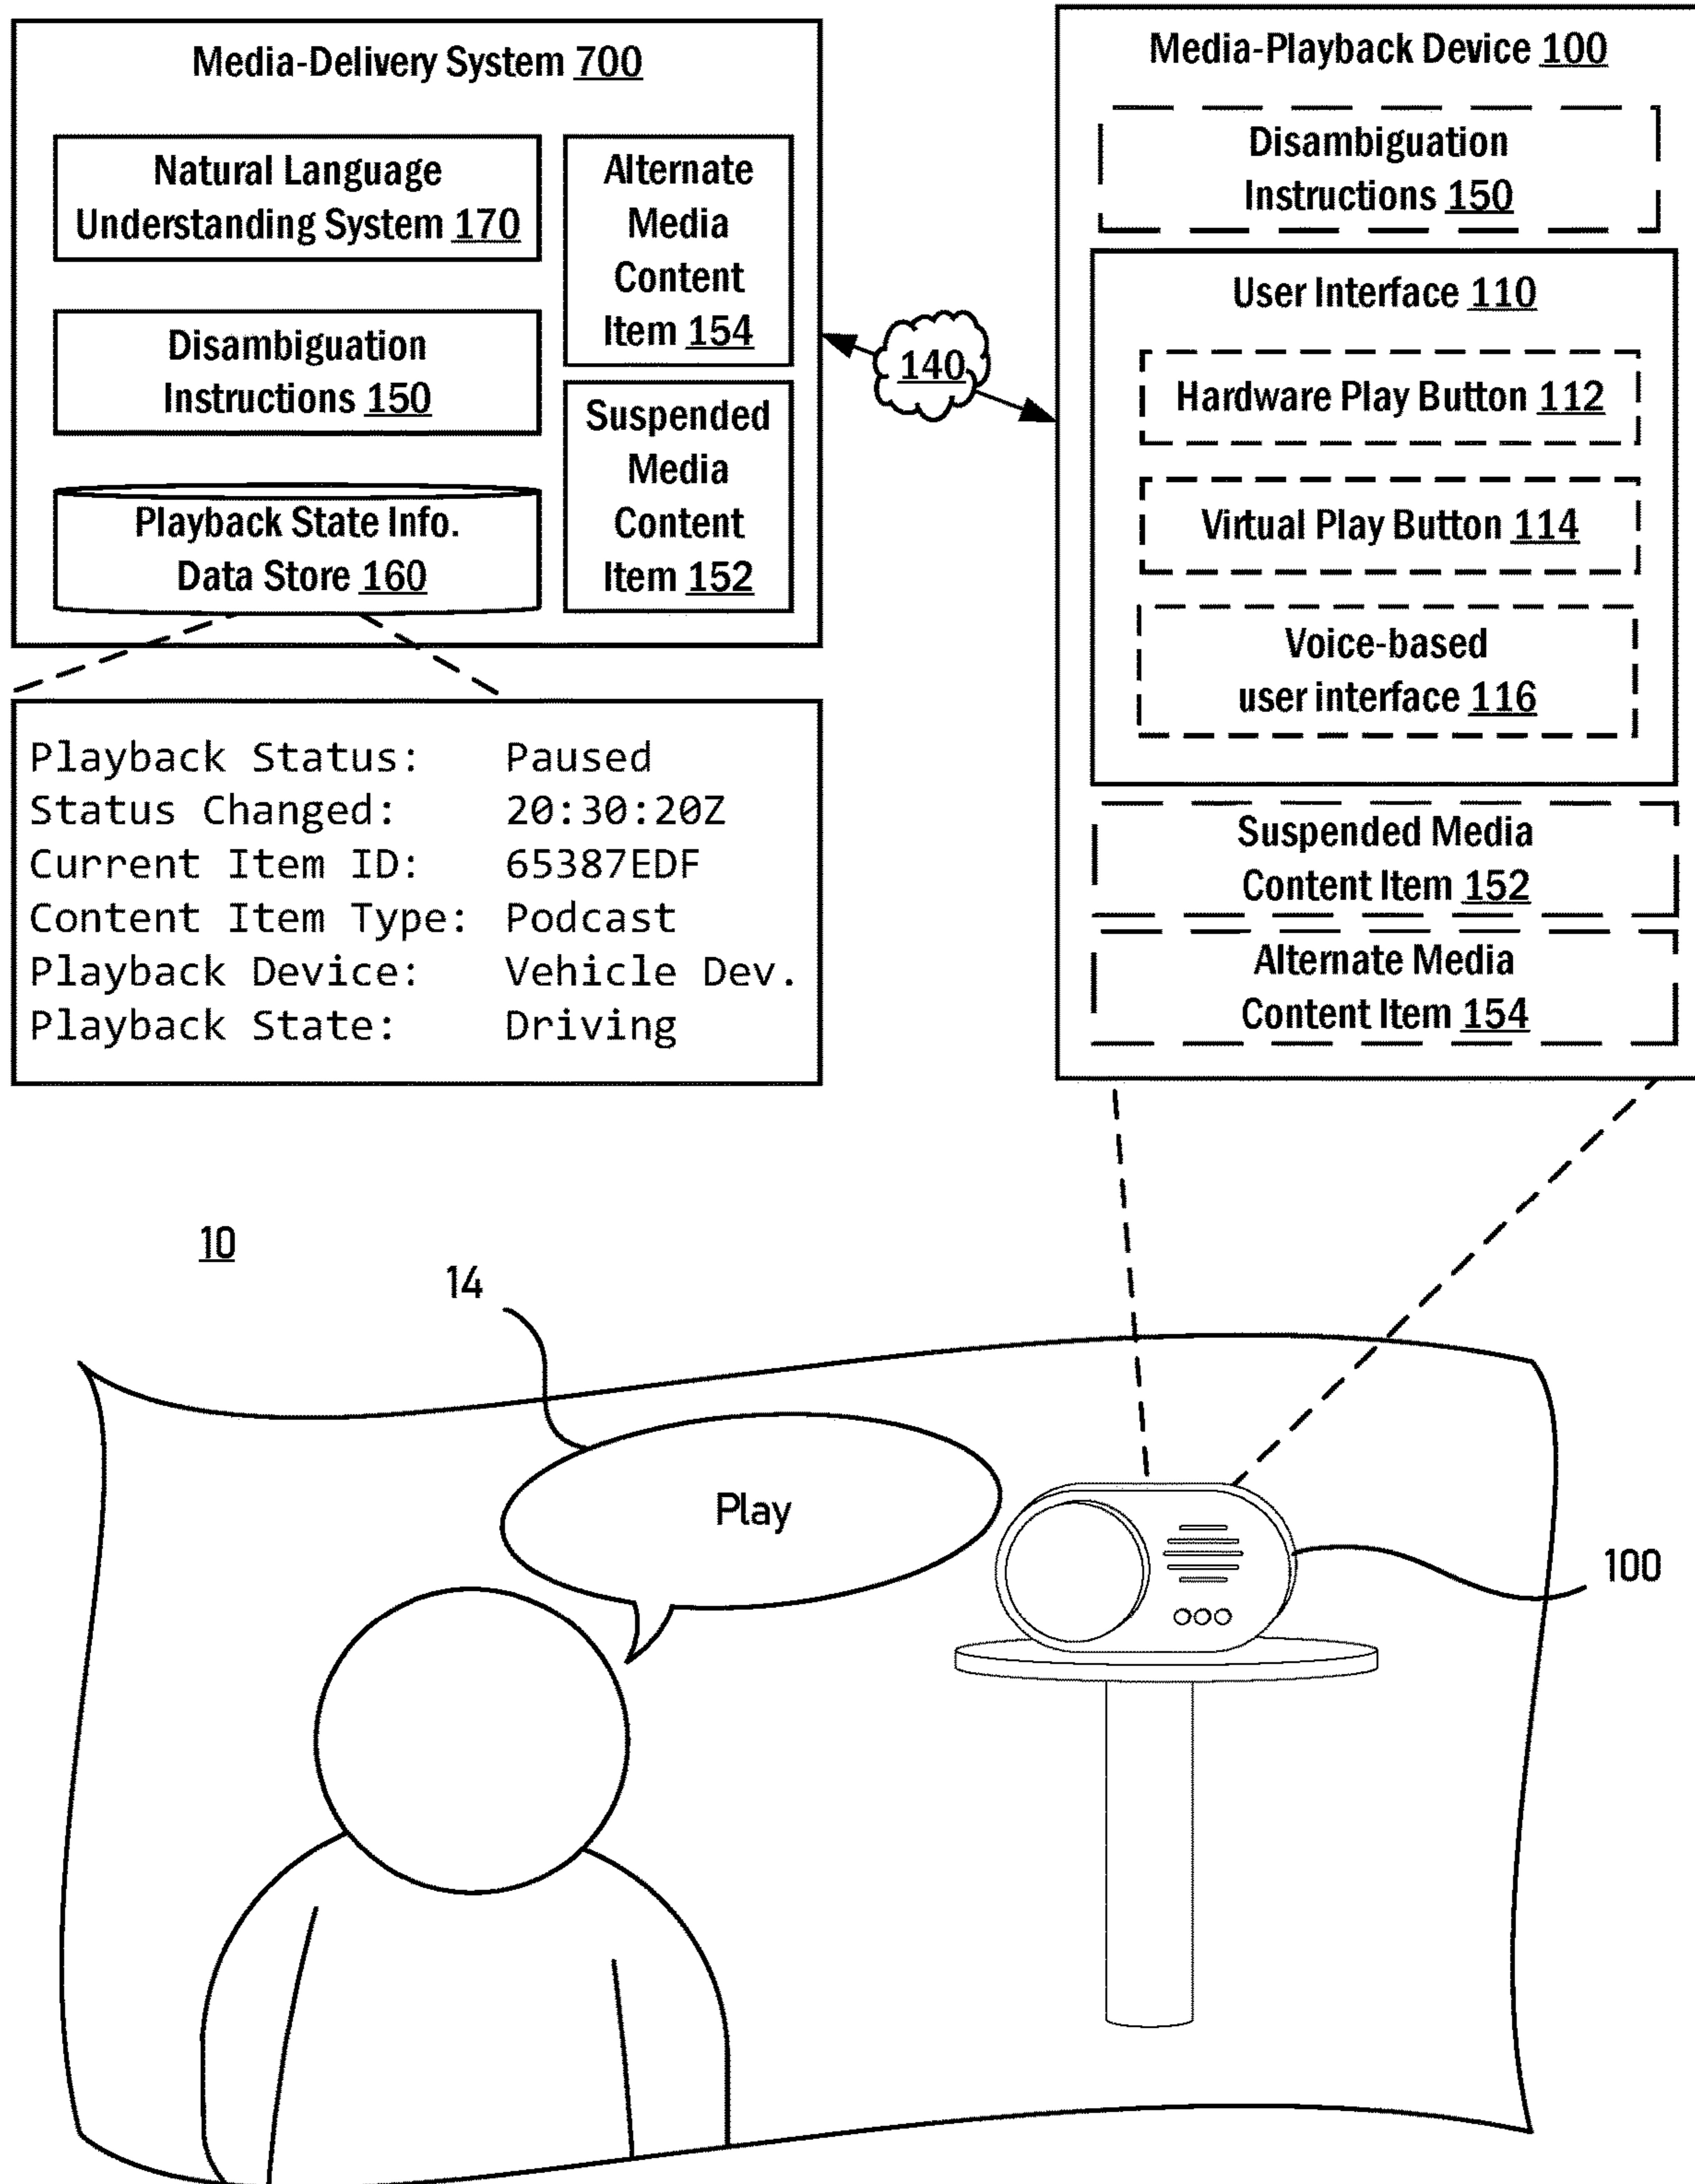 Media-Delivery System 700
Natural Language
Understanding System 170
Disambiguation
Instructions 150
Playback State Info.
Data Store 160
Alternate
Media
Content
Item 154
Suspended
Media
Content
Item 152
140
Media-Playback Device 100
Disambiguation
Instructions 150
User Interface 110
Hardware Play Button 112
Virtual Play Button 114
Voice-based
user interface 116
Suspended Media
Content Item 152
Alternate Media
Content Item 154
Playback Status: Paused
Status Changed: 20:30:20Z
Current Item ID: 65387EDF
Content Item Type: Podcast
Playback Device: Vehicle Dev.
Playback State: Driving
10
14
Play
100